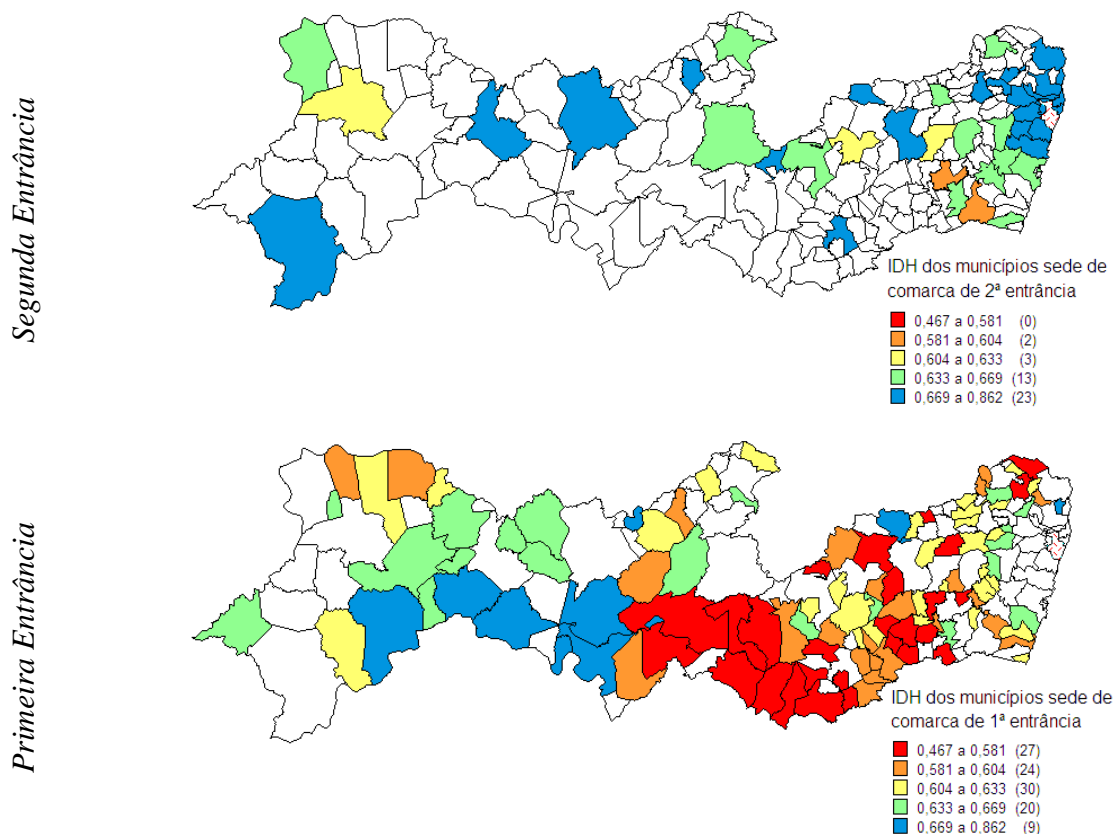 Segunda Entrância
IDH dos municípios sede de
comarca de 2ª entrância
0,467 a 0,581 (0)
0,581 a 0,604 (2)
0,604 a 0,633 (3)
0,633 a 0,669 (13)
0,669 a 0,862 (23)
Primeira Entrância
IDH dos municípios sede de
comarca de 1ª entrância
0,467 a 0,581 (27)
0,581 a 0,604 (24)
0,604 a 0,633 (30)
0,633 a 0,669 (20)
0,669 a 0,862 (9)